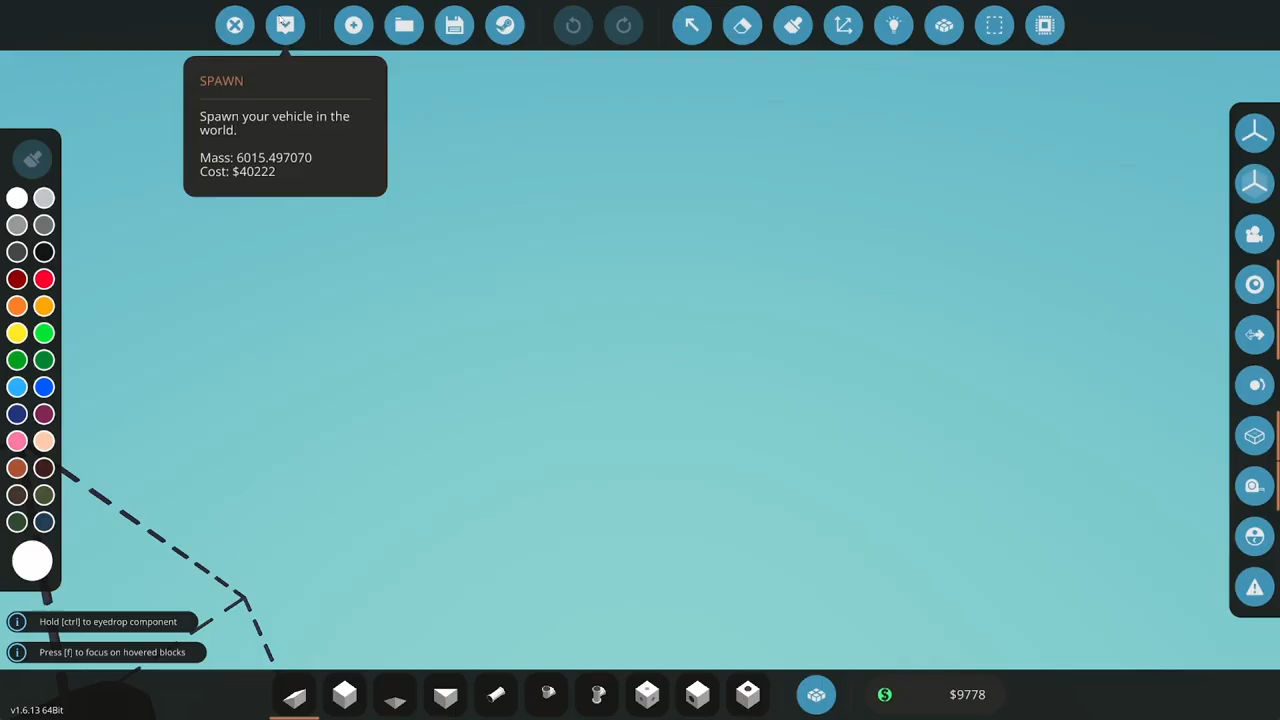 SPAWN
Spawn your vehicle in the
world.
Mass: 6015.497070
Cost: $40222
Hold [ctrl] to eyedrop component
Press [f] to focus on hovered blocks
$9778
v1.6.13 64Bit